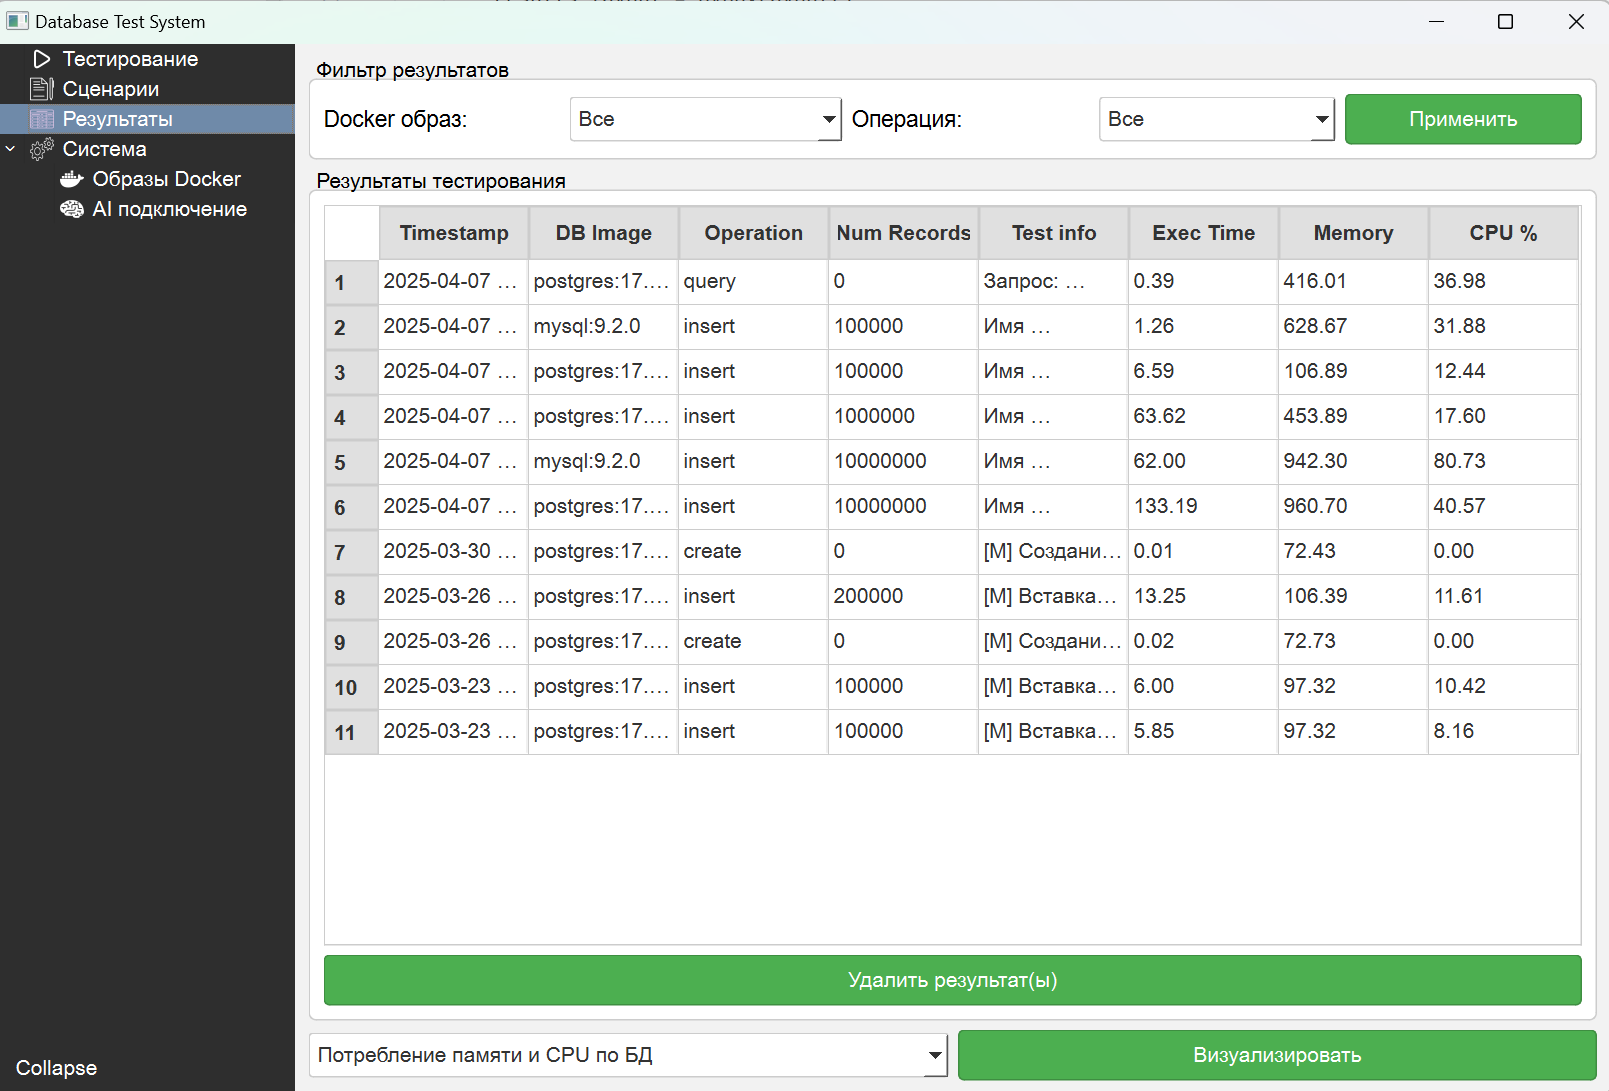 Database Test System
Тестирование
Сценарии
Результаты
Система
Образы Docker
AI подключение
Collapse
Фильтр результатов
Docker образ: Все Операция: Все Применить
Результаты тестирования
Timestamp DB Image Operation Num Records Test info Exec Time Memory CPU %
1 2025-04-07 … postgres:17.… query 0 Запрос: … 0.39 416.01 36.98
2 2025-04-07 … mysql:9.2.0 insert 100000 Имя … 1.26 628.67 31.88
3 2025-04-07 … postgres:17.… insert 100000 Имя … 6.59 106.89 12.44
4 2025-04-07 … postgres:17.… insert 1000000 Имя … 63.62 453.89 17.60
5 2025-04-07 … mysql:9.2.0 insert 10000000 Имя … 62.00 942.30 80.73
6 2025-04-07 … postgres:17.… insert 10000000 Имя … 133.19 960.70 40.57
7 2025-03-30 … postgres:17.… create 0 [M] Создани… 0.01 72.43 0.00
8 2025-03-26 … postgres:17.… insert 200000 [M] Вставка… 13.25 106.39 11.61
9 2025-03-26 … postgres:17.… create 0 [M] Создани… 0.02 72.73 0.00
10 2025-03-23 … postgres:17.… insert 100000 [M] Вставка… 6.00 97.32 10.42
11 2025-03-23 … postgres:17.… insert 100000 [M] Вставка… 5.85 97.32 8.16
Удалить результат(ы)
Потребление памяти и CPU по БД Визуализировать